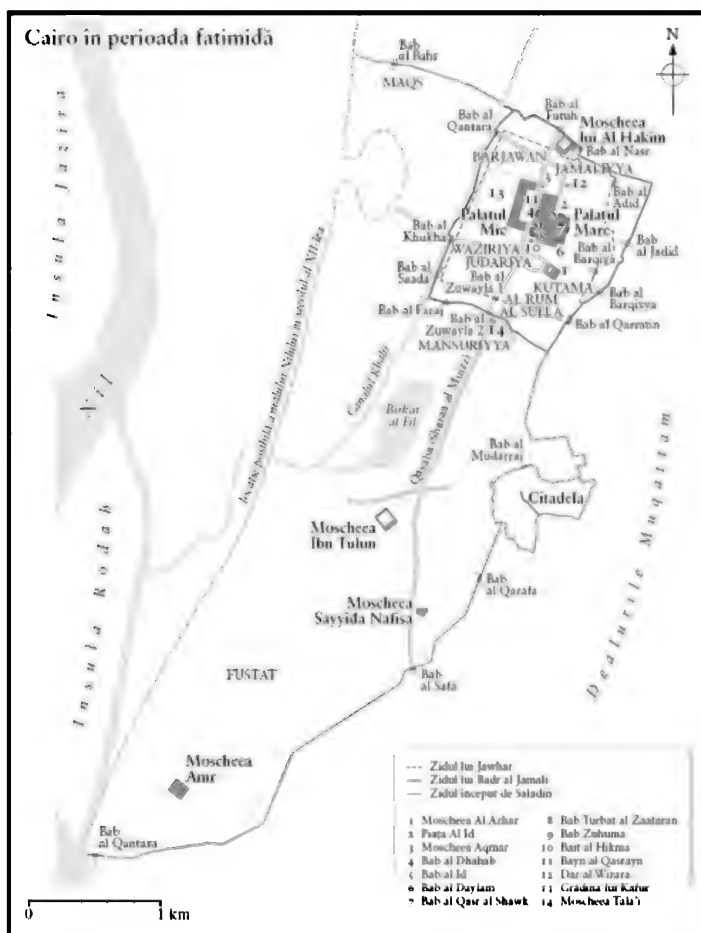 Cairo în perioada fatimidă
N
Bab
al Bahr
MAQS
Bab al
Qantara
Bab al
Futuh
Moscheea
lui Al Hakim
Bab al Nasr
BARJAWAN
JAMALIYYA
3
12
13
11
2
Bab al
Adid
Palatul
Mic
4
Palatul
Mare
Bab al
Khukha
WAZIRIYA
10
6
Bab al
Barqiya
Bab
al Jadid
JUDARIYA
1
Bab al
Saada
Bab al
Zuwayla 1
KUTAMA
Bab al
Barqiyya
AL RUM
AL SUFLA
Bab al Faraj
Bab al
Zuwayla 2
14
Bab al Qarratin
MANSURIYYA
Insula Jazira
Nil
Canalul Khalij
Birkat
al Fil
Bab al
Mudarraj
Citadela
Moscheea
Ibn Tulun
Bab
al Qarafa
Moscheea
Sayyida Nafisa
Dealurile Muqattam
Insula Rodah
FUSTAT
Bab
al Safa
Moscheea
Amr
Bab
al Qantara
Zidul lui Jawhar
Zidul lui Badr al Jamali
Zidul început de Saladin
1 Moscheea Al Azhar
2 Piața Al Id
3 Moscheea Aqmar
4 Bab al Dhahab
5 Bab al Id
6 Bab al Daylam
7 Bab al Qasr al Shawk
8 Bab Turbat al Zaataran
9 Bab Zuhuma
10 Bait al Hikma
11 Bayn al Qasrayn
12 Dar al Wizara
13 Grădina lui Kafur
14 Moscheea Tala'i
0
1 km